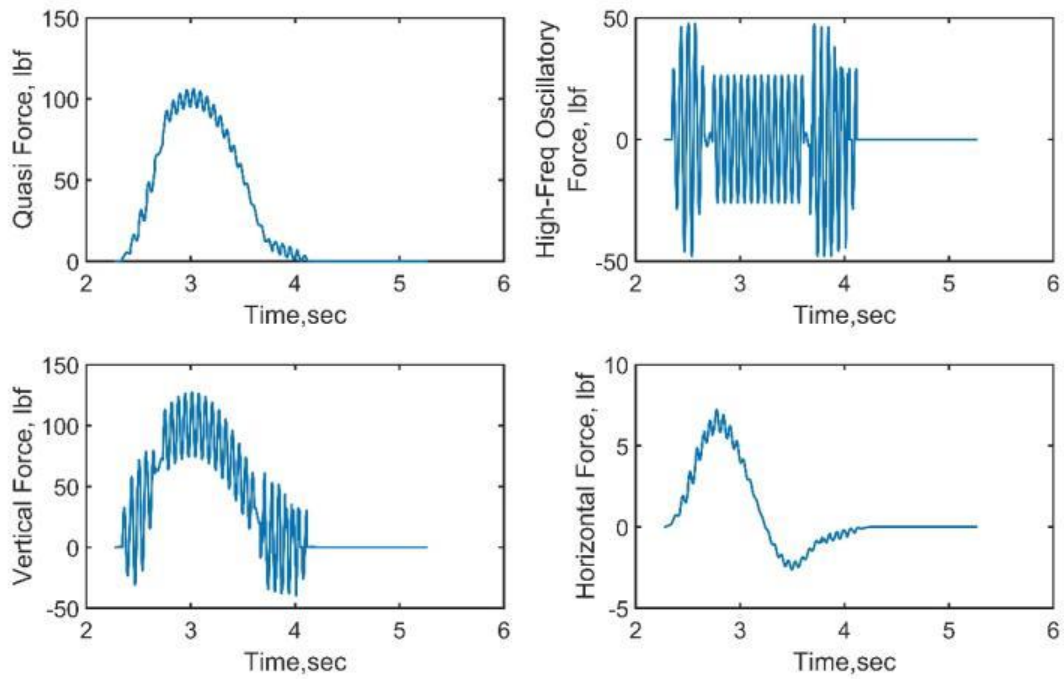 150
100
50
0
Quasi Force, lbf
2 3 4 5 6
Time,sec
50
0
-50
High-Freq Oscillatory
Force, lbf
2 3 4 5 6
Time,sec
150
100
50
0
-50
Vertical Force, lbf
2 3 4 5 6
Time,sec
10
5
0
-5
Horizontal Force, lbf
2 3 4 5 6
Time,sec